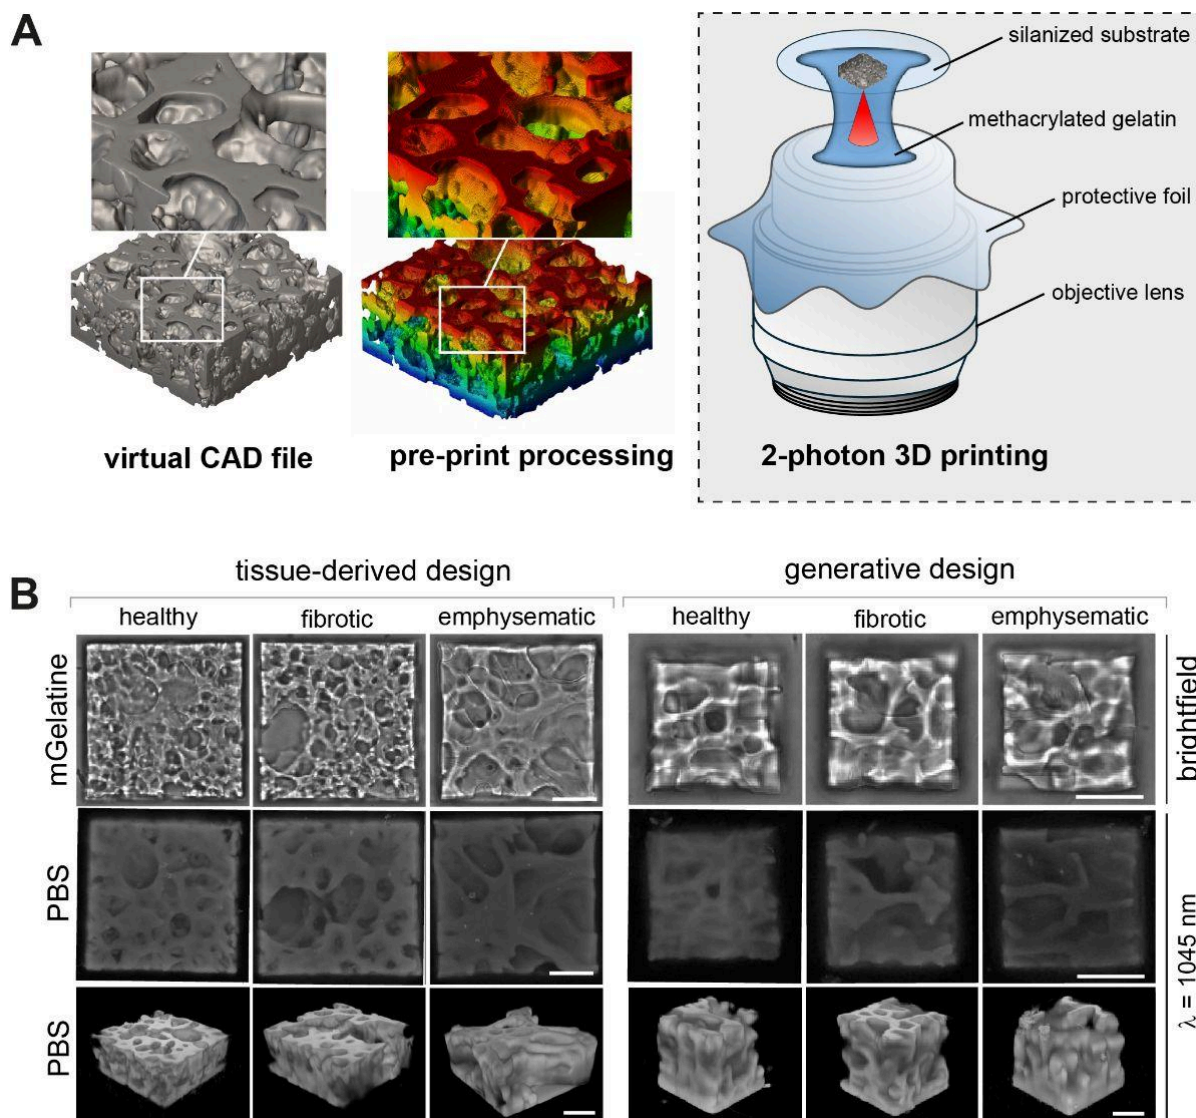 A
silanized substrate
methacrylated gelatin
protective foil
objective lens
virtual CAD file
pre-print processing
2-photon 3D printing
B
tissue-derived design
generative design
healthy
fibrotic
emphysematic
healthy
fibrotic
emphysematic
mGelatine
brightfield
PBS
PBS
λ = 1045 nm